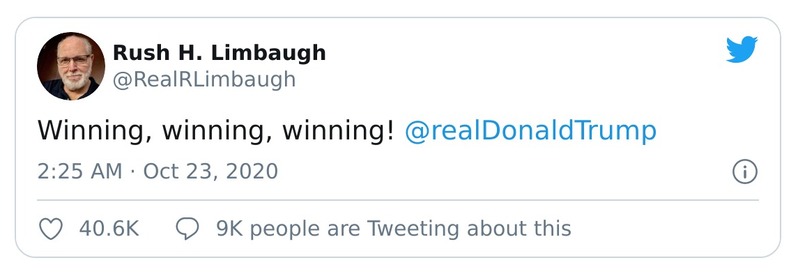 Rush H. Limbaugh
@RealRLimbaugh
Winning, winning, winning! @realDonaldTrump
2:25 AM · Oct 23, 2020
40.6K 9K people are Tweeting about this